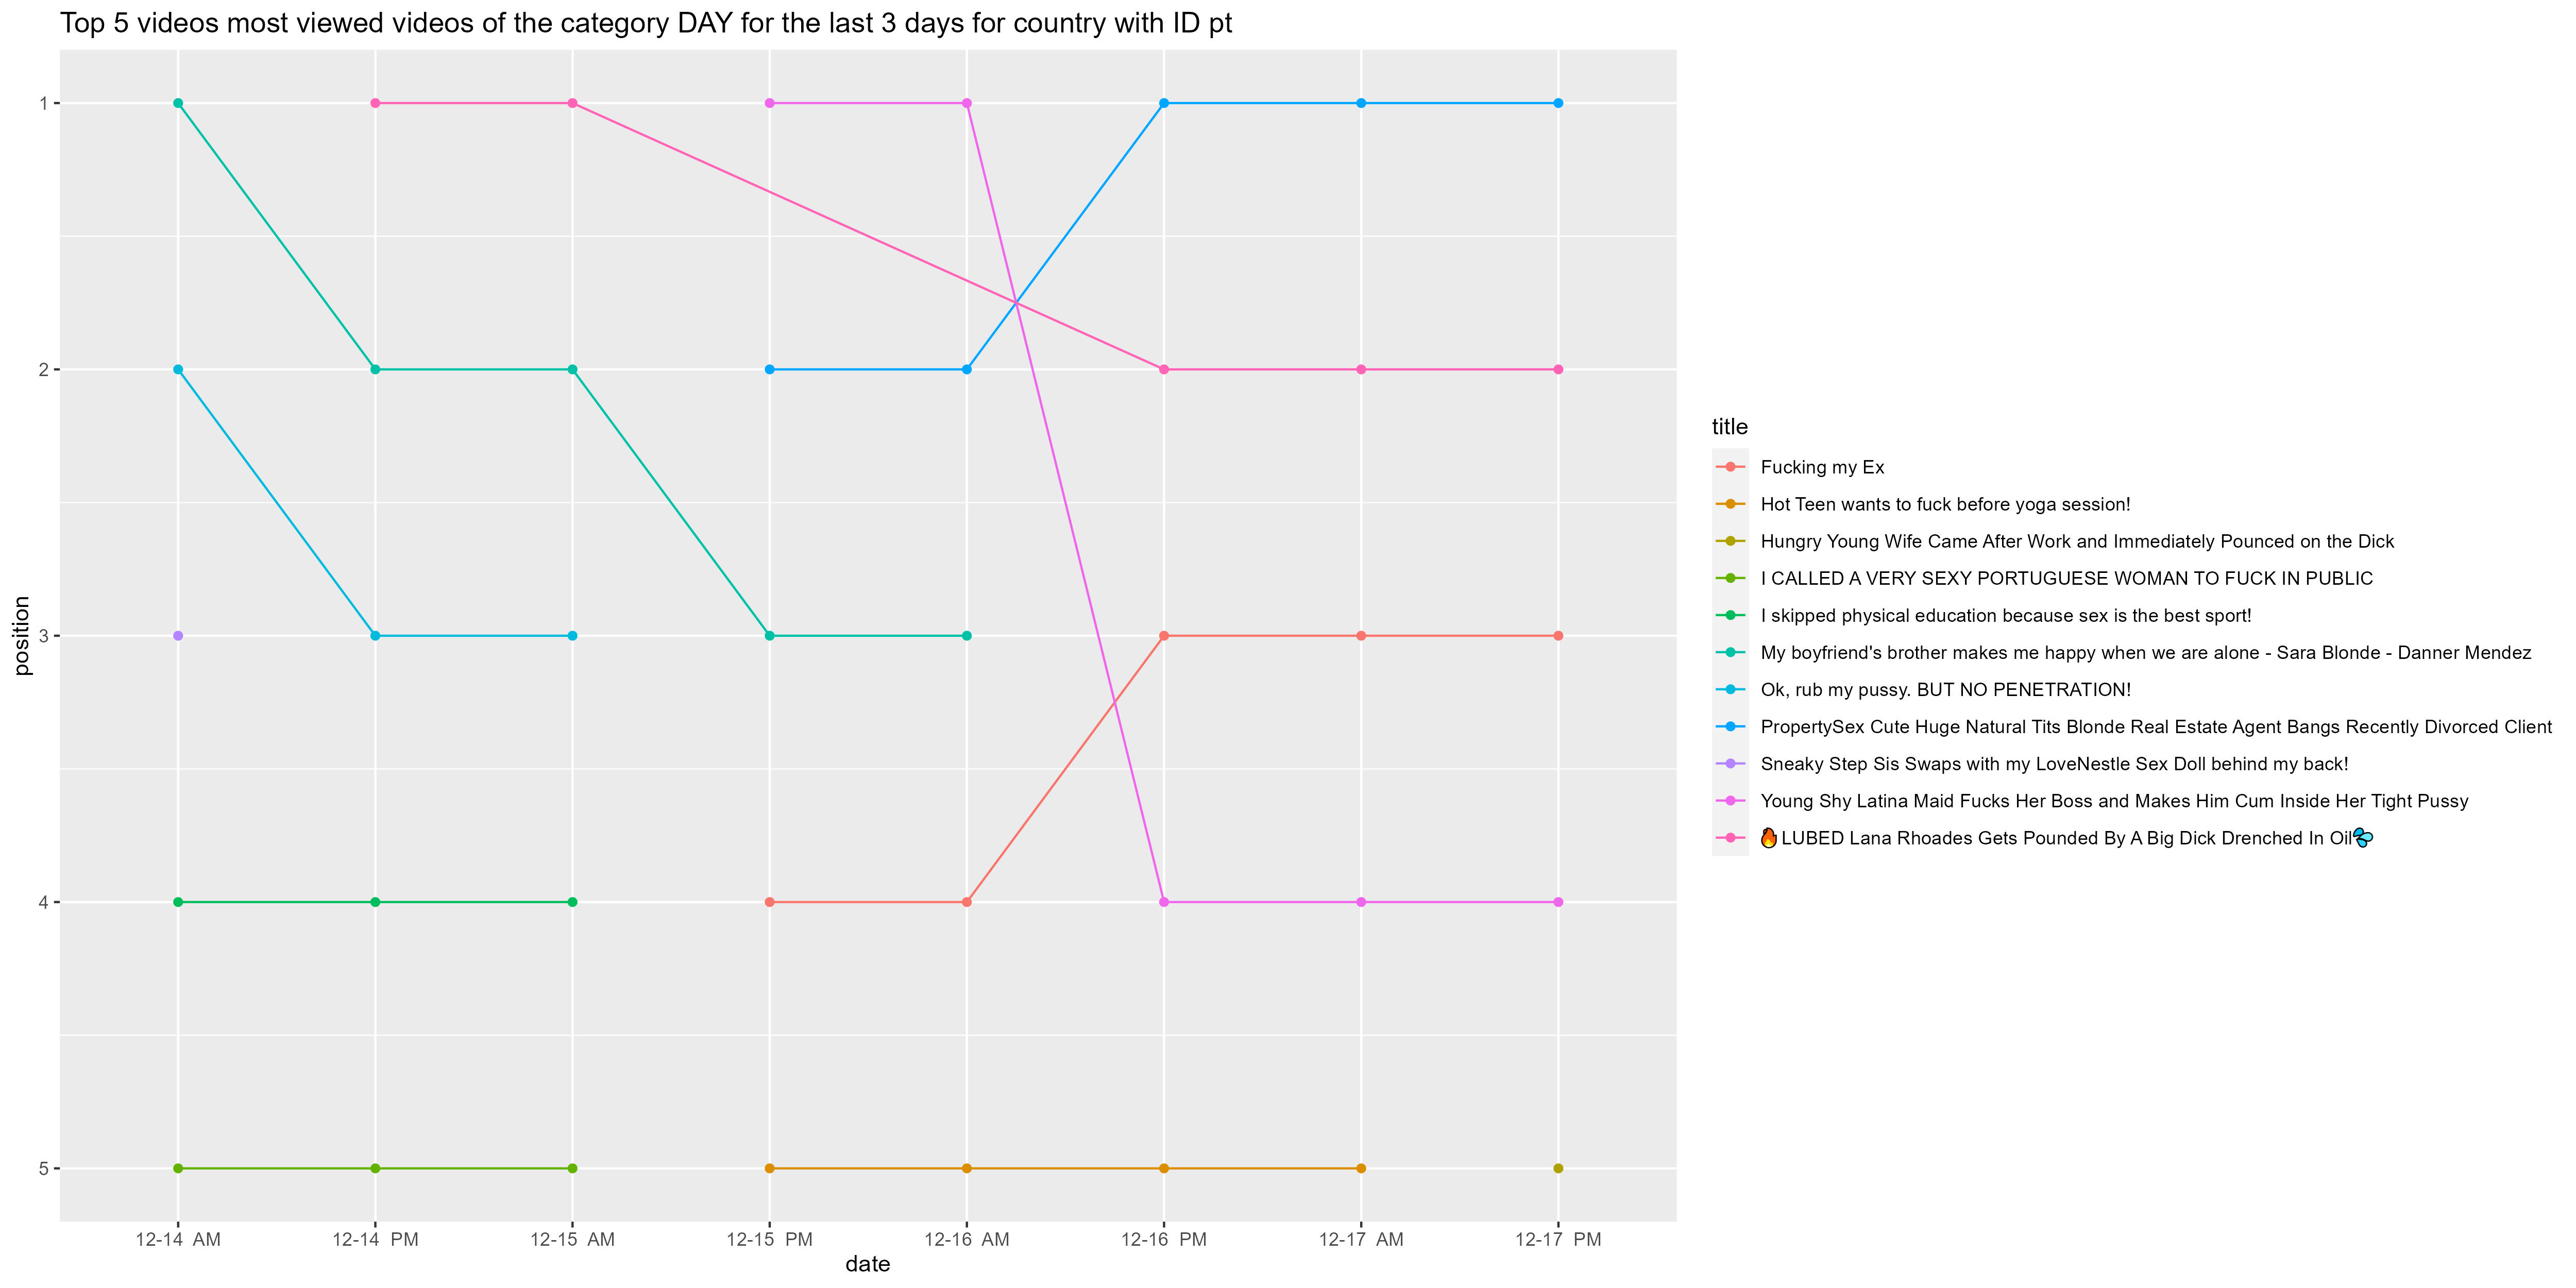 Top 5 videos most viewed videos of the category DAY for the last 3 days for country with ID pt
position
1
2
3
4
5
12-14 AM
12-14 PM
12-15 AM
12-15 PM
12-16 AM
12-16 PM
12-17 AM
12-17 PM
date
title
Fucking my Ex
Hot Teen wants to fuck before yoga session!
Hungry Young Wife Came After Work and Immediately Pounced on the Dick
I CALLED A VERY SEXY PORTUGUESE WOMAN TO FUCK IN PUBLIC
I skipped physical education because sex is the best sport!
My boyfriend's brother makes me happy when we are alone - Sara Blonde - Danner Mendez
Ok, rub my pussy. BUT NO PENETRATION!
PropertySex Cute Huge Natural Tits Blonde Real Estate Agent Bangs Recently Divorced Client
Sneaky Step Sis Swaps with my LoveNestle Sex Doll behind my back!
Young Shy Latina Maid Fucks Her Boss and Makes Him Cum Inside Her Tight Pussy
🔥LUBED Lana Rhoades Gets Pounded By A Big Dick Drenched In Oil💦